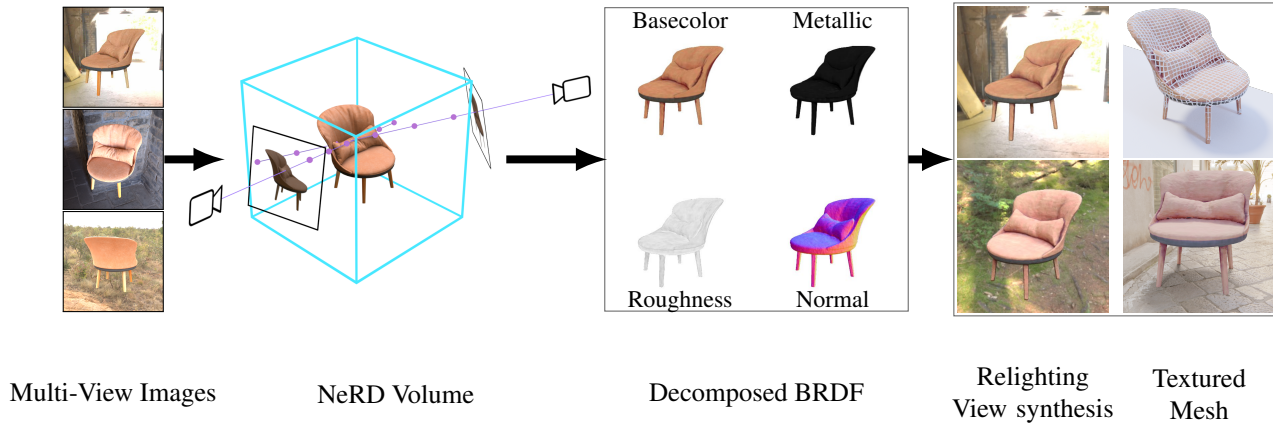 Basecolor
Metallic
Roughness
Normal
Multi-View Images
NeRD Volume
Decomposed BRDF
Relighting
View synthesis
Textured
Mesh